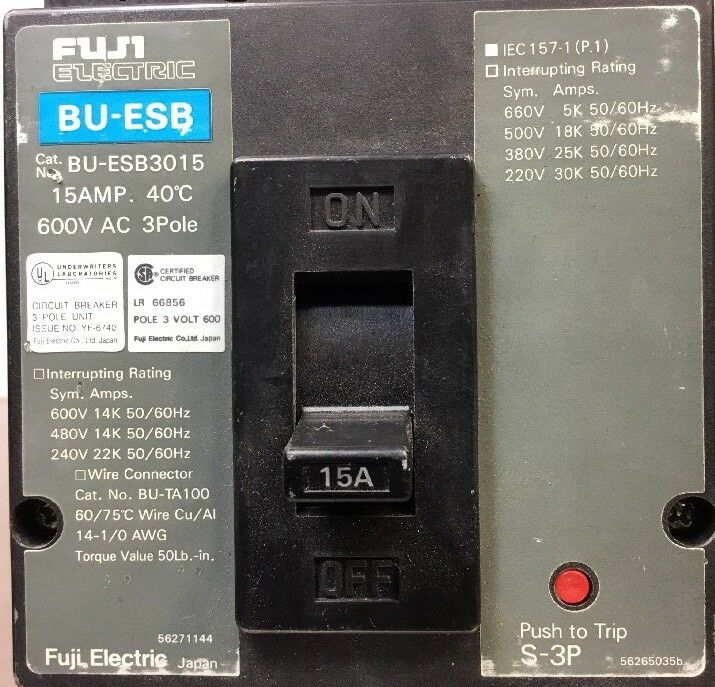 FUJI
ELECTRIC
BU-ESB
Cat. No. BU-ESB3015
15AMP. 40℃
600V AC 3Pole
UL UNDERWRITERS
LABORATORIES
CIRCUIT BREAKER
3 POLE UNIT
ISSUE NO. YF-6740
Fuji Electric Co., Ltd. Japan
CERTIFIED
CIRCUIT BREAKER
LR 66856
POLE 3 VOLT 600
Fuji Electric Co., Ltd. Japan
□Interrupting Rating
Sym. Amps.
600V 14K 50/60Hz
480V 14K 50/60Hz
240V 22K 50/60Hz
□Wire Connector
Cat. No. BU-TA100
60/75℃ Wire Cu/Al
14-1/0 AWG
Torque Value 50Lb.-in.
56271144
Fuji Electric Japan
ON
15A
OFF
■ IEC 157-1 (P.1)
□ Interrupting Rating
Sym. Amps.
660V 5K 50/60Hz
500V 18K 50/60Hz
380V 25K 50/60Hz
220V 30K 50/60Hz
Push to Trip
S-3P
56265035b